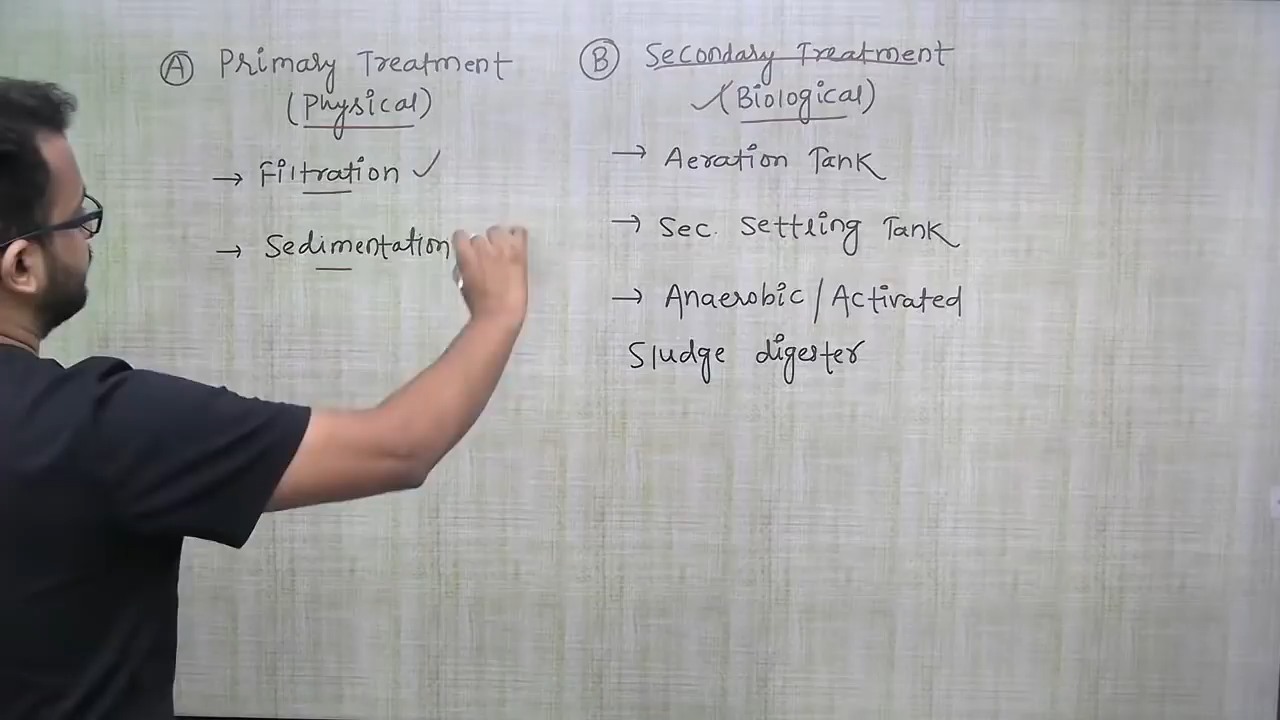 Ⓐ Primary Treatment
(Physical)
→ Filtration ✓
→ Sedimentation
Ⓑ Secondary Treatment
✓(Biological)
→ Aeration Tank
→ Sec. Settling Tank
→ Anaerobic/Activated
Sludge digester